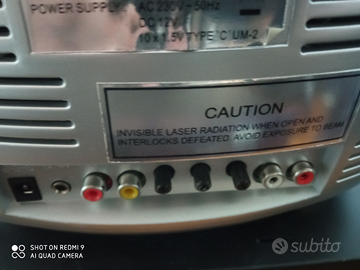 POWER SUPPLY : AC 230V~50Hz
DC 12V
10 x 1.5V TYPE "C" UM-2
CAUTION
INVISIBLE LASER RADIATION WHEN OPEN AND
INTERLOCKS DEFEATED. AVOID EXPOSURE TO BEAM
SHOT ON REDMI 9
AI QUAD CAMERA
subito